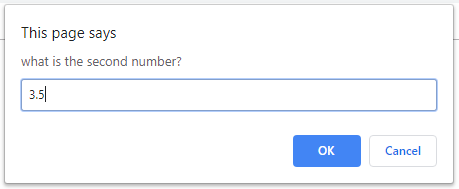 This page says
what is the second number?
3.5
OK Cancel